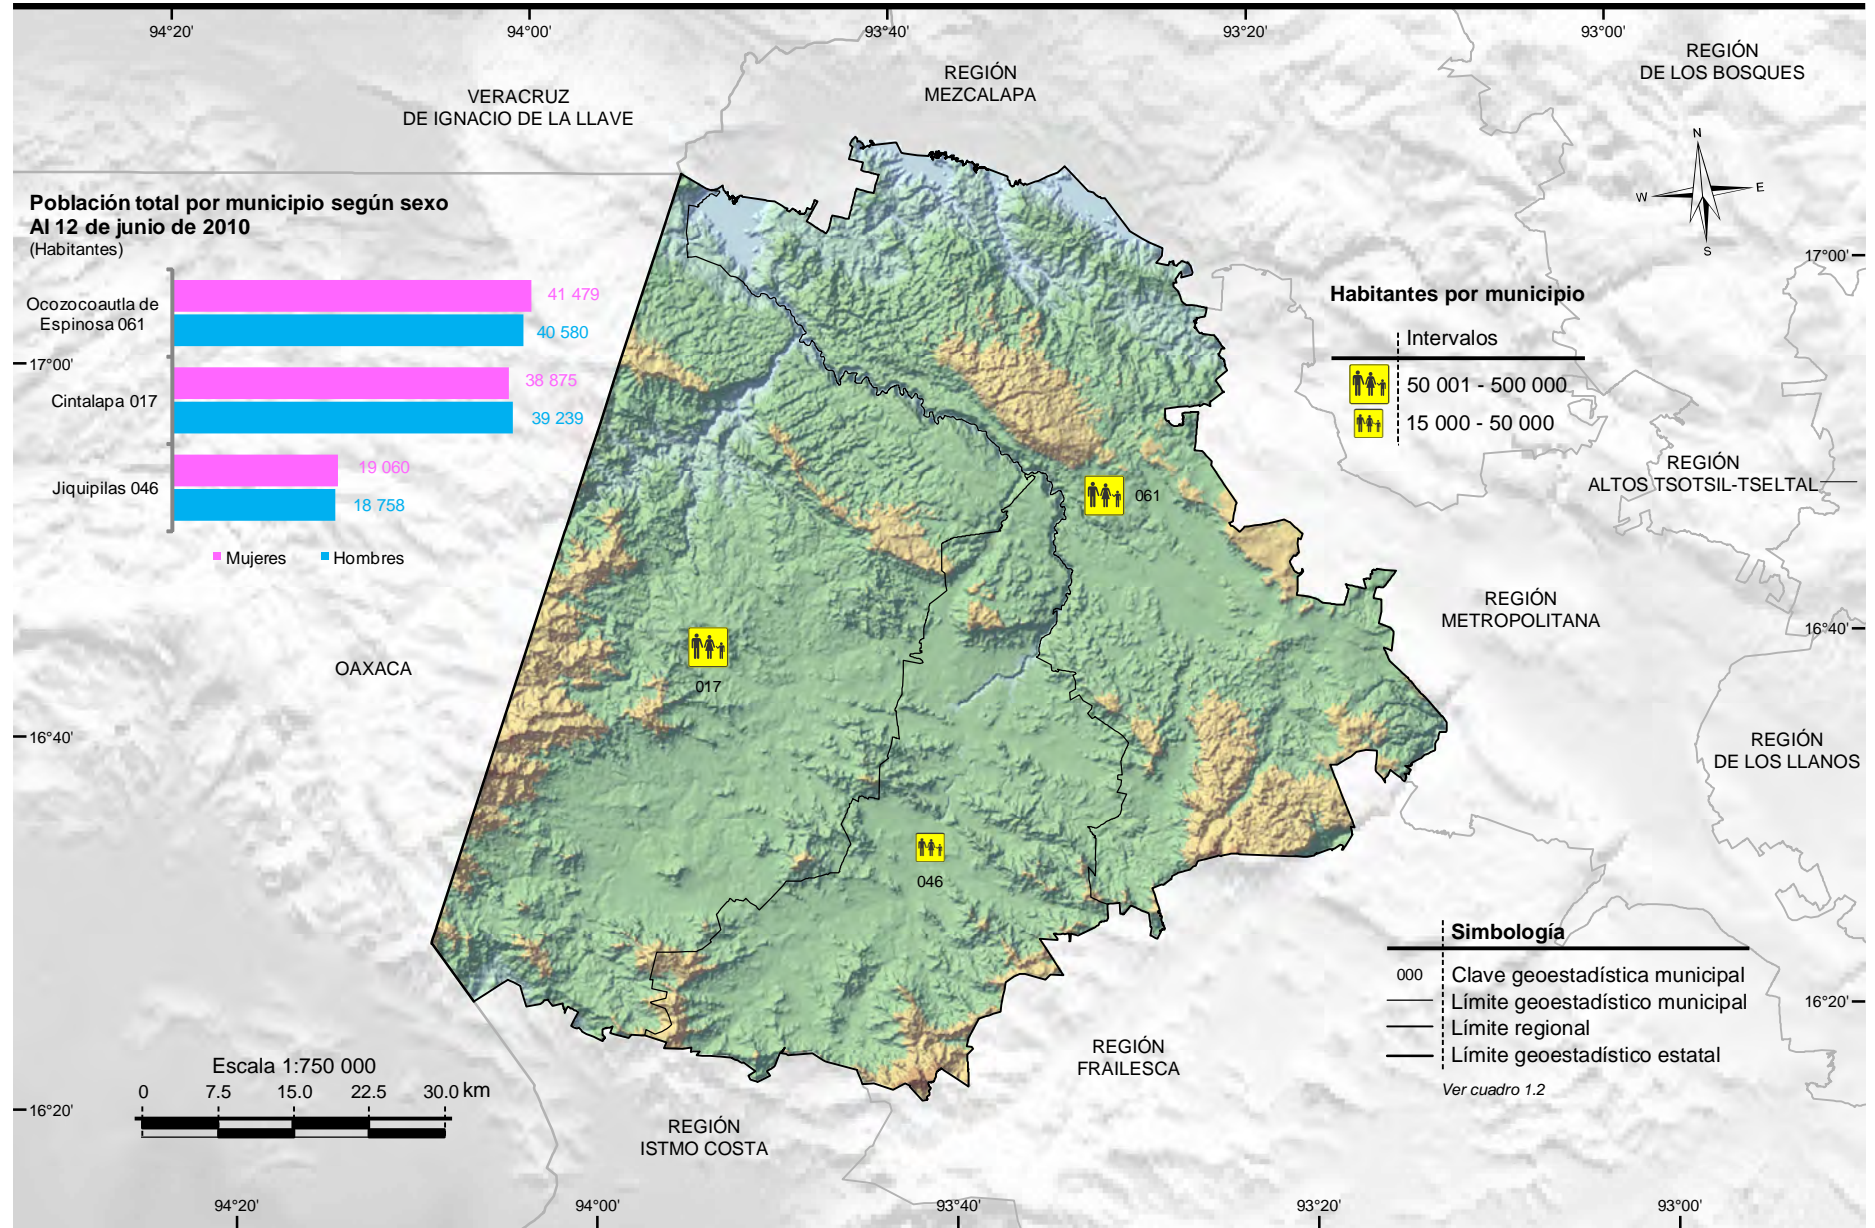 94°20'
94°00'
93°40'
93°20'
93°00'
REGIÓN
DE LOS BOSQUES
REGIÓN
MEZCALAPA
VERACRUZ
DE IGNACIO DE LA LLAVE
N
W
E
S
Población total por municipio según sexo
Al 12 de junio de 2010
(Habitantes)
Ocozocoautla de
Espinosa 061
41 479
40 580
Cintalapa 017
38 875
39 239
Jiquipilas 046
19 060
18 758
Mujeres
Hombres
17°00'
17°00'
Habitantes por municipio
Intervalos
50 001 - 500 000
15 000 - 50 000
REGIÓN
ALTOS TSOTSIL-TSELTAL
061
REGIÓN
METROPOLITANA
16°40'
OAXACA
017
16°40'
REGIÓN
DE LOS LLANOS
046
Simbología
000 Clave geoestadística municipal
Límite geoestadístico municipal
Límite regional
Límite geoestadístico estatal
Ver cuadro 1.2
16°20'
REGIÓN
FRAILESCA
Escala 1:750 000
0 7.5 15.0 22.5 30.0 km
16°20'
REGIÓN
ISTMO COSTA
94°20'
94°00'
93°40'
93°20'
93°00'